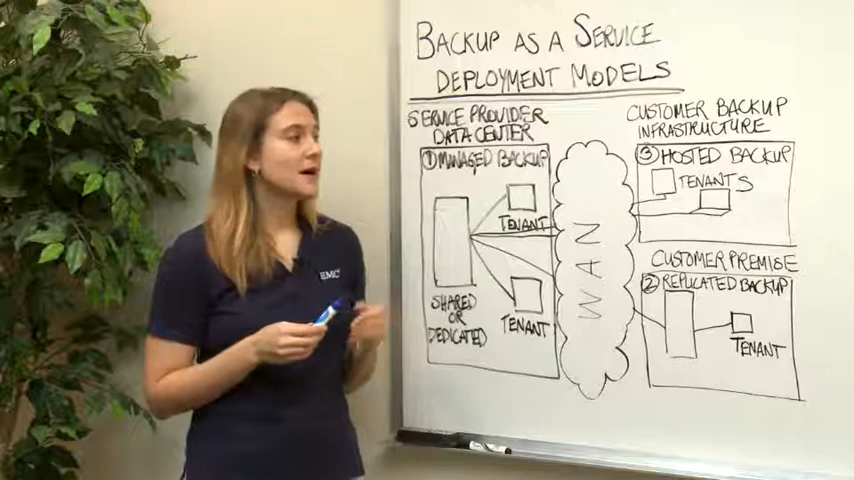 BACKUP AS A SERVICE
DEPLOYMENT MODELS
SERVICE PROVIDER
DATA CENTER
① MANAGED BACKUP
TENANT
SHARED
OR
DEDICATED
TENANT
WAN
CUSTOMER BACKUP
INFRASTRUCTURE
③ HOSTED BACKUP
TENANTS
CUSTOMER PREMISE
② REPLICATED BACKUP
TENANT
EMC